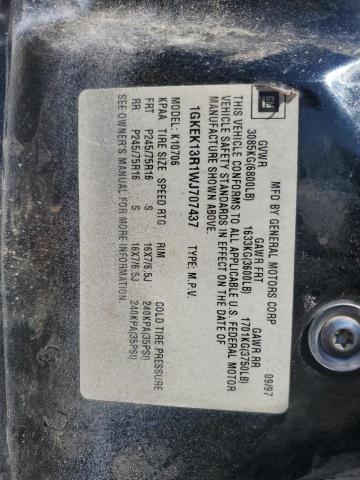 GM
MFD BY GENERAL MOTORS CORP 09/97
GVWR GAWR FRT GAWR RR
3085KG(6800LB) 1633KG(3600LB) 1701KG(3750LB)
THIS VEHICLE CONFORMS TO ALL APPLICABLE U.S. FEDERAL MOTOR
VEHICLE SAFETY STANDARDS IN EFFECT ON THE DATE OF
MANUFACTURE SHOWN ABOVE.
1GKEK13R1WJ707437 TYPE: M.P.V.
K10706
KPAA TIRE SIZE SPEED RTG RIM COLD TIRE PRESSURE
FRT P245/75R16 S 16X7/6.5J 240KPA(35PSI)
RR P245/75R16 S 16X7/6.5J 240KPA(35PSI)
SEE OWNER'S MANUAL FOR MORE INFORMATION